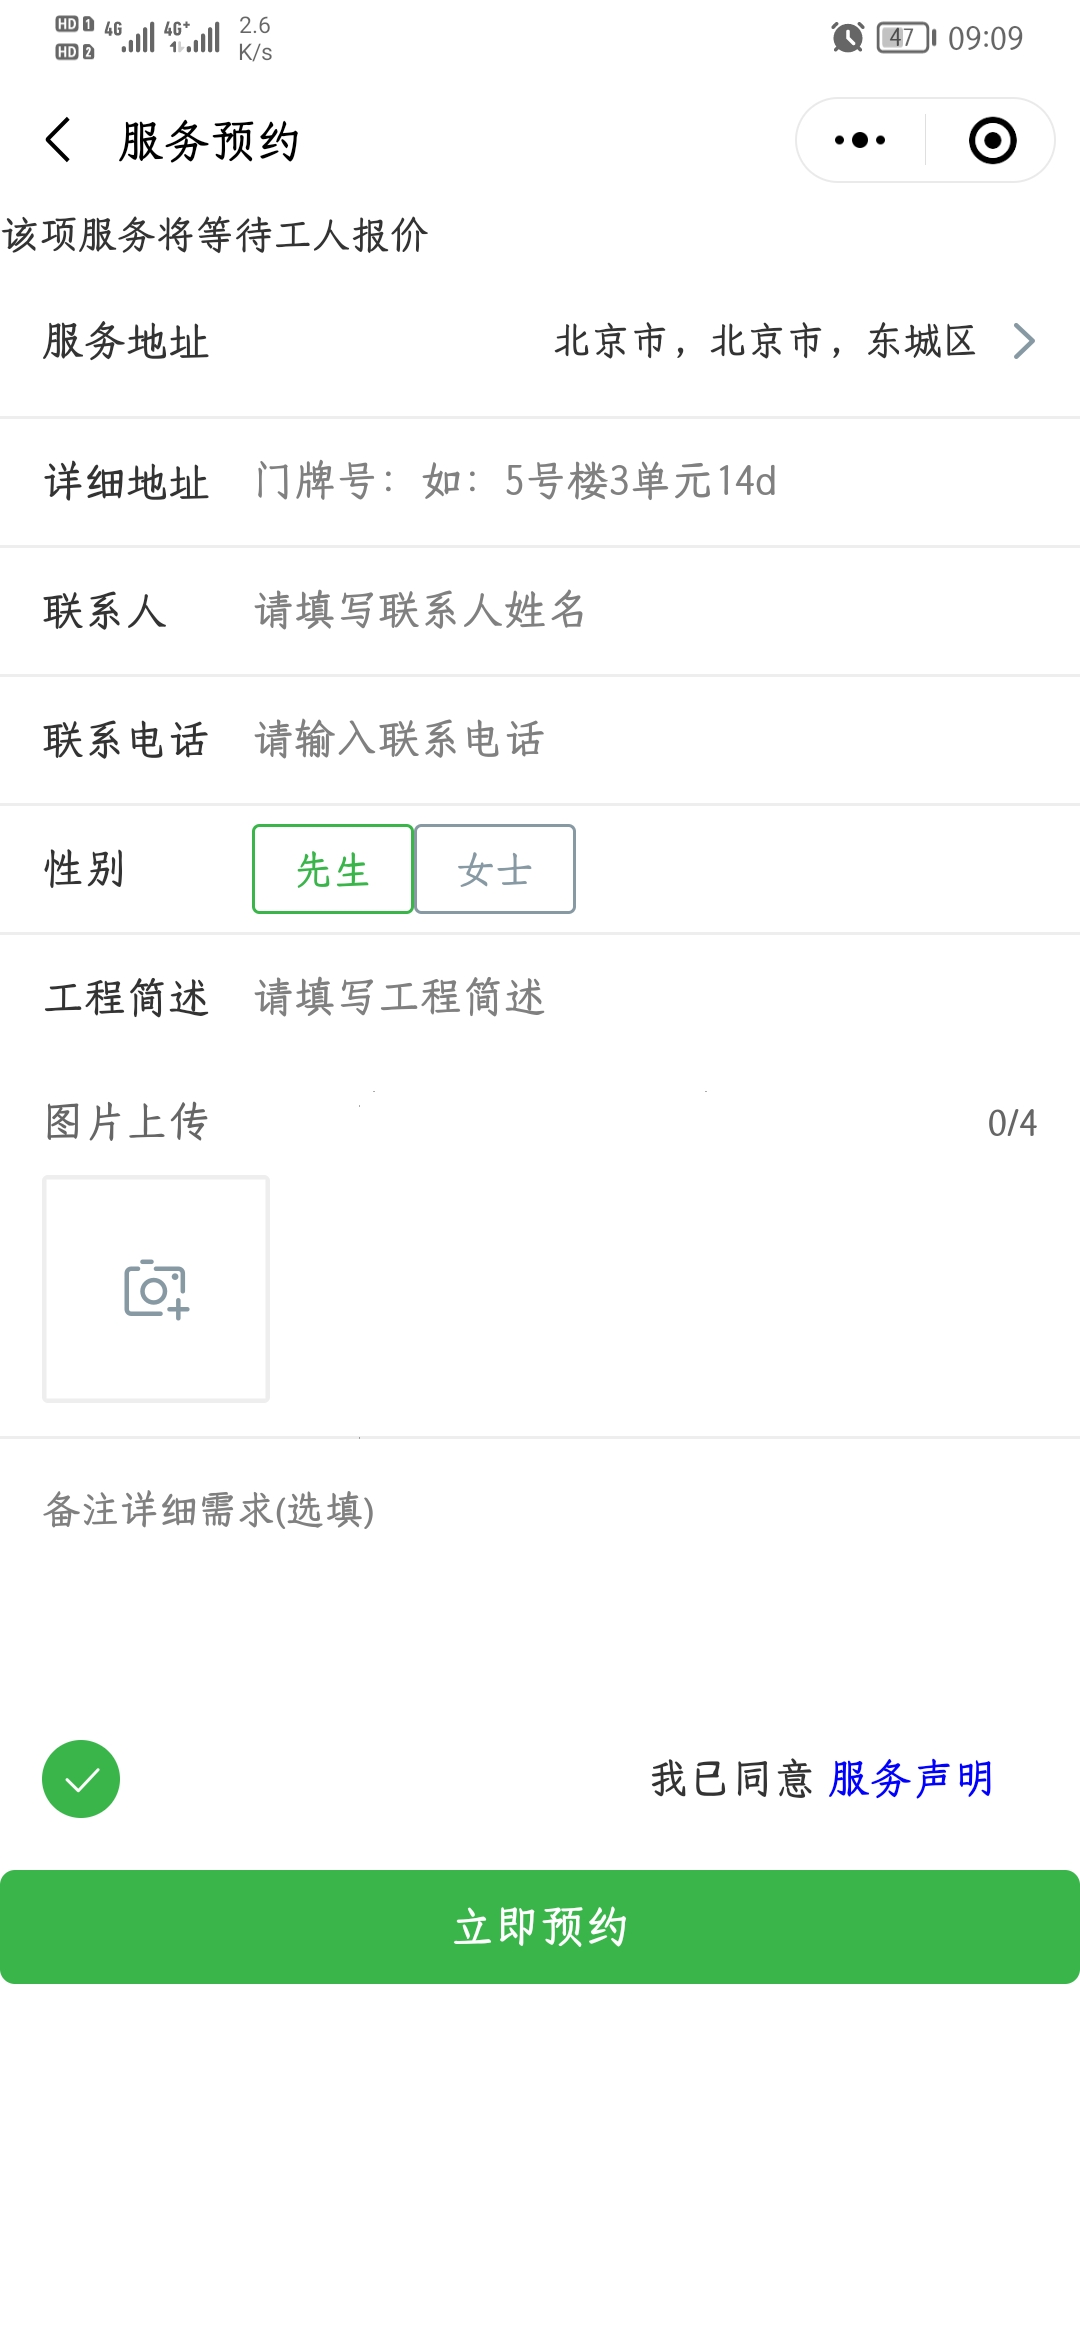 HD 1 4G 4G+ 2.6
HD 2 K/s
47 09:09
服务预约
该项服务将等待工人报价
服务地址 北京市，北京市，东城区
详细地址 门牌号：如：5号楼3单元14d
联系人 请填写联系人姓名
联系电话 请输入联系电话
性别 先生 女士
工程简述 请填写工程简述
图片上传 0/4
备注详细需求(选填)
我已同意 服务声明
立即预约